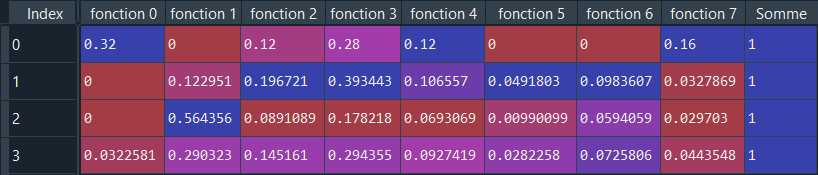 Index fonction 0 fonction 1 fonction 2 fonction 3 fonction 4 fonction 5 fonction 6 fonction 7 Somme
0 0.32 0 0.12 0.28 0.12 0 0 0.16 1
1 0 0.122951 0.196721 0.393443 0.106557 0.0491803 0.0983607 0.0327869 1
2 0 0.564356 0.0891089 0.178218 0.0693069 0.00990099 0.0594059 0.029703 1
3 0.0322581 0.290323 0.145161 0.294355 0.0927419 0.0282258 0.0725806 0.0443548 1